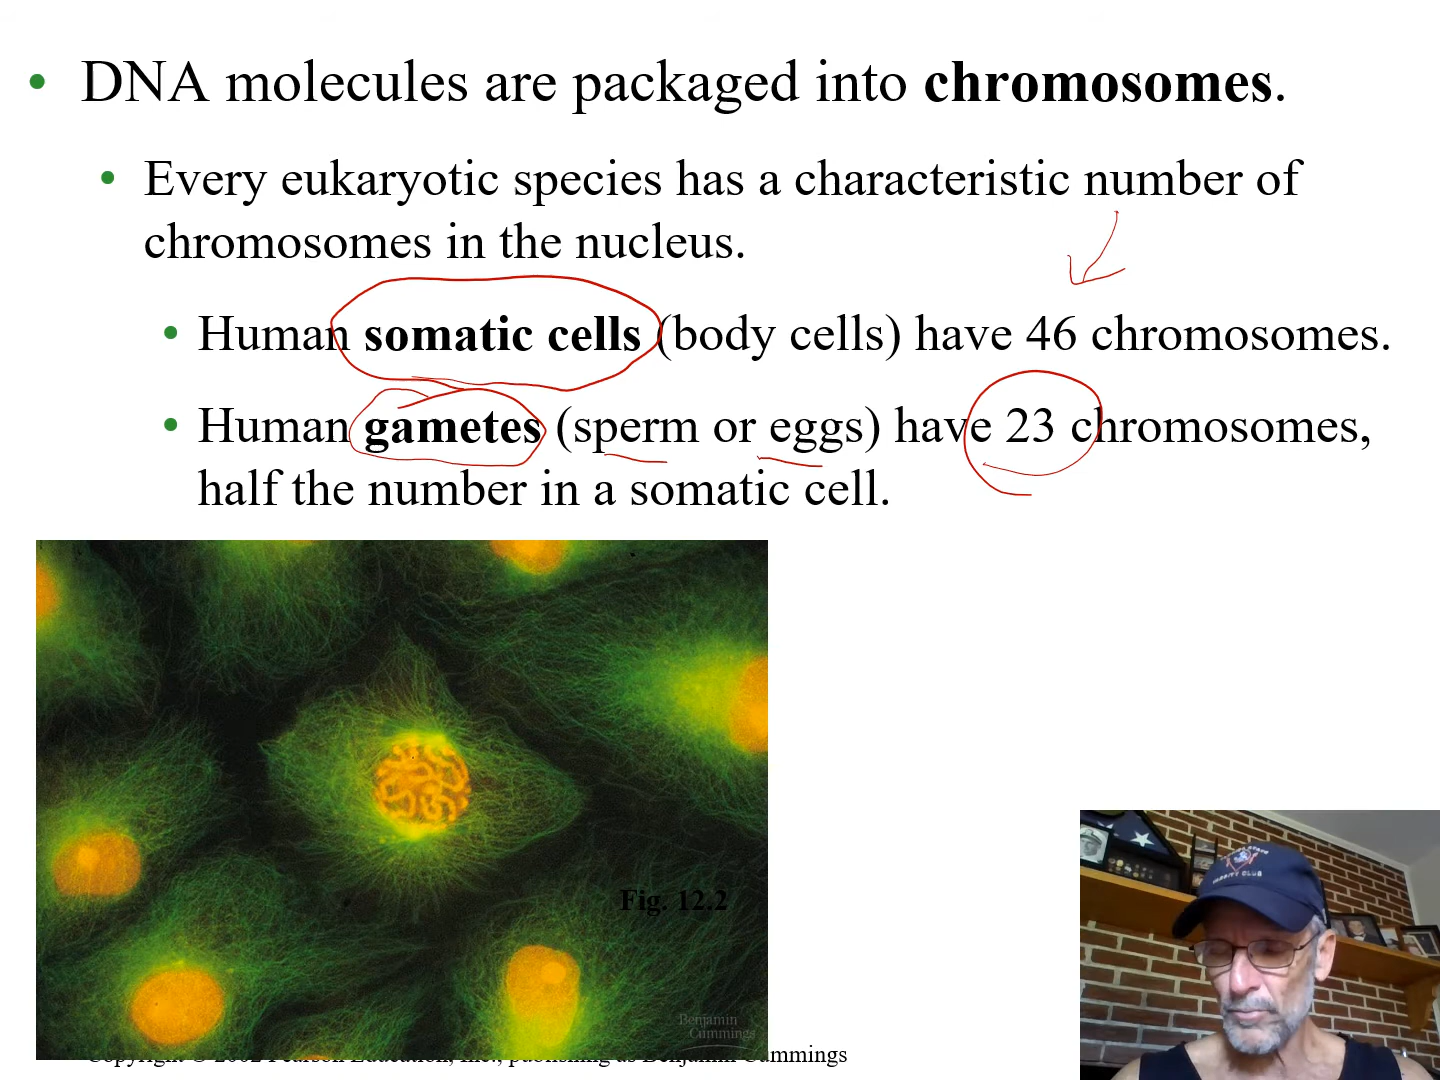 • DNA molecules are packaged into chromosomes.
• Every eukaryotic species has a characteristic number of
chromosomes in the nucleus.
• Human somatic cells (body cells) have 46 chromosomes.
• Human gametes (sperm or eggs) have 23 chromosomes,
half the number in a somatic cell.
Fig. 12.2
Benjamin
Cummings
Copyright © 2002 Pearson Education, Inc., publishing as Benjamin Cummings